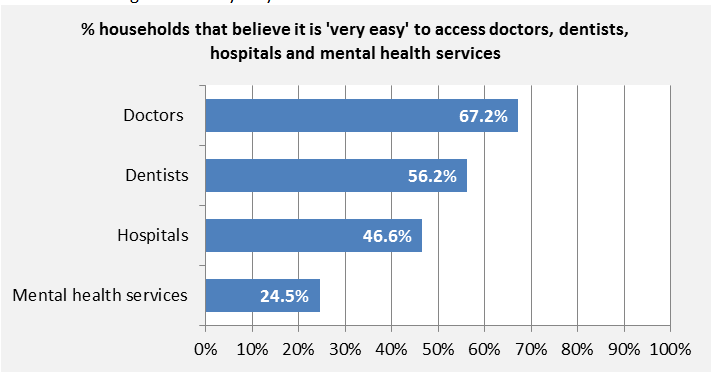 % households that believe it is 'very easy' to access doctors, dentists,
hospitals and mental health services
Doctors 67.2%
Dentists 56.2%
Hospitals 46.6%
Mental health services 24.5%
0% 10% 20% 30% 40% 50% 60% 70% 80% 90% 100%